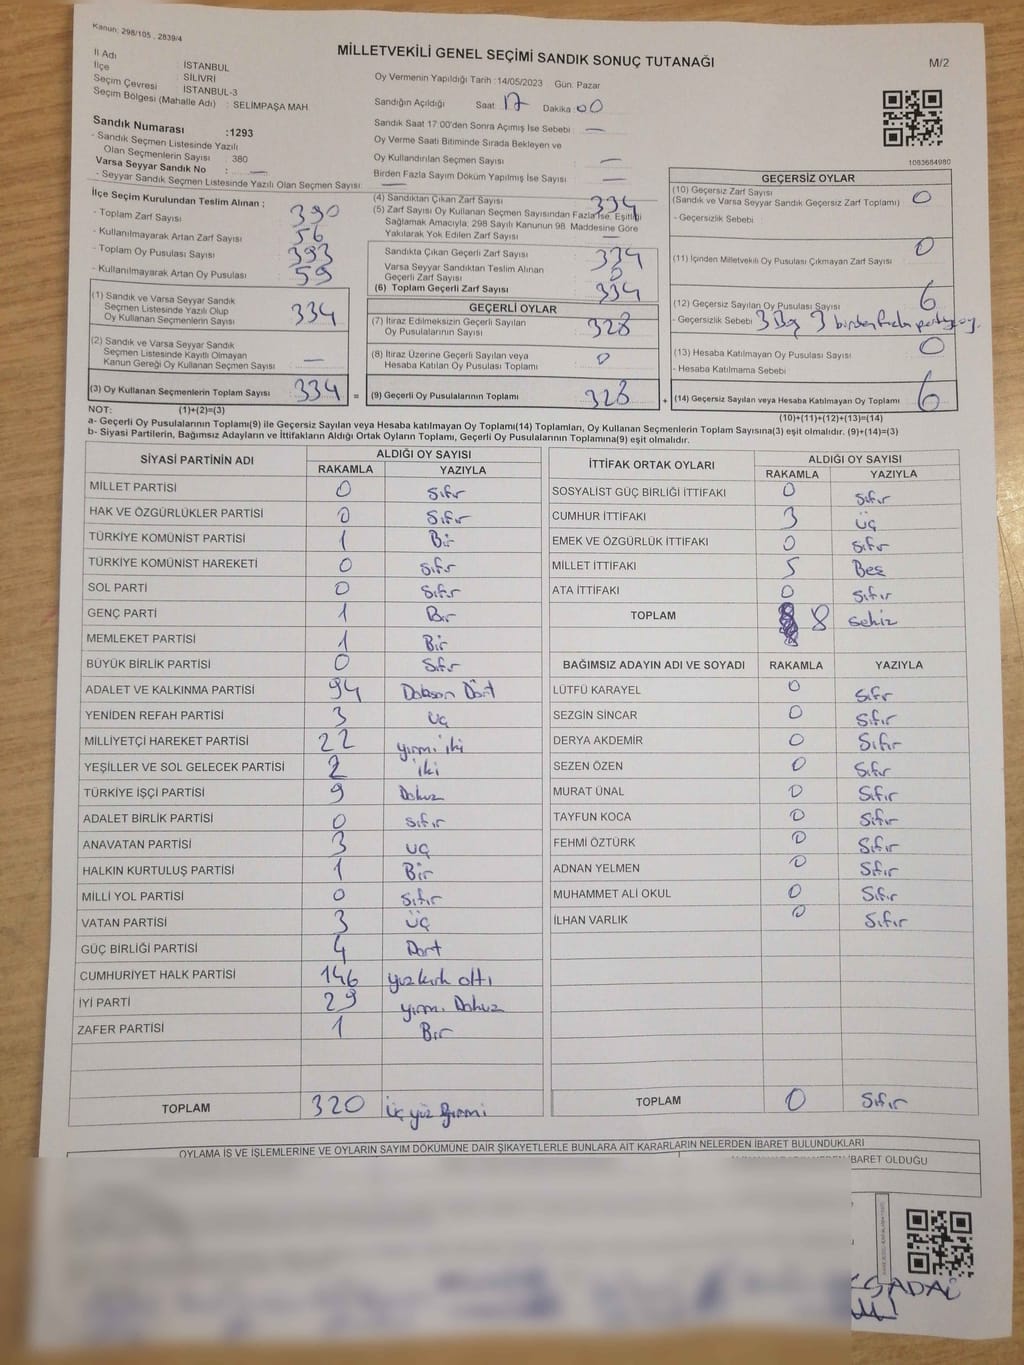 Kanun: 298/105 , 2839/4
MİLLETVEKİLİ GENEL SEÇİMİ SANDIK SONUÇ TUTANAĞI
M/2
İl Adı İSTANBUL
İlçe SİLİVRİ
Seçim Çevresi İSTANBUL-3
Seçim Bölgesi (Mahalle Adı) : SELİMPAŞA MAH
Oy Vermenin Yapıldığı Tarih :14/05/2023 Gün: Pazar
Sandığın Açıldığı Saat 17 Dakika :00
Sandık Saat 17:00'den Sonra Açımış İse Sebebi : —
Oy Verme Saati Bitiminde Sırada Bekleyen ve
Oy Kullandırılan Seçmen Sayısı : —
Birden Fazla Sayım Döküm Yapılmış İse Sayısı : —
Sandık Numarası :1293
- Sandık Seçmen Listesinde Yazılı
Olan Seçmenlerin Sayısı : 380
Varsa Seyyar Sandık No : —
- Seyyar Sandık Seçmen Listesinde Yazılı Olan Seçmen Sayısı: —
1083684980
İlçe Seçim Kurulundan Teslim Alınan ;
- Toplam Zarf Sayısı : 390
- Kullanılmayarak Artan Zarf Sayısı : 56
- Toplam Oy Pusulası Sayısı : 393
- Kullanılmayarak Artan Oy Pusulası : 59
(1) Sandık ve Varsa Seyyar Sandık
Seçmen Listesinde Yazılı Olup
Oy Kullanan Seçmenlerin Sayısı : 334
(2) Sandık ve Varsa Seyyar Sandık
Seçmen Listesinde Kayıtlı Olmayan
Kanun Gereği Oy Kullanan Seçmen Sayısı : —
(3) Oy Kullanan Seçmenlerin Toplam Sayısı : 334 =
(4) Sandıktan Çıkan Zarf Sayısı : 334
(5) Zarf Sayısı Oy Kullanan Seçmen Sayısından Fazla İse, Eşitliği
Sağlamak Amacıyla, 298 Sayılı Kanunun 98. Maddesine Göre
Yakılarak Yok Edilen Zarf Sayısı : —
Sandıkta Çıkan Geçerli Zarf Sayısı : 334
Varsa Seyyar Sandıktan Teslim Alınan
Geçerli Zarf Sayısı : 0
(6) Toplam Geçerli Zarf Sayısı : 334
GEÇERLİ OYLAR
(7) İtiraz Edilmeksizin Geçerli Sayılan
Oy Pusulalarının Sayısı : 328
(8) İtiraz Üzerine Geçerli Sayılan veya
Hesaba Katılan Oy Pusulası Toplamı : 0
(9) Geçerli Oy Pusulalarının Toplamı : 328 +
GEÇERSİZ OYLAR
(10) Geçersiz Zarf Sayısı
(Sandık ve Varsa Seyyar Sandık Geçersiz Zarf Toplamı) : 0
- Geçersizlik Sebebi :
(11) İçinden Milletvekili Oy Pusulası Çıkmayan Zarf Sayısı : 0
(12) Geçersiz Sayılan Oy Pusulası Sayısı : 6
- Geçersizlik Sebebi : 3 Boş 3 birden fazla partiye oy.
(13) Hesaba Katılmayan Oy Pusulası Sayısı : 0
- Hesaba Katılmama Sebebi :
(14) Geçersiz Sayılan veya Hesaba Katılmayan Oy Toplamı : 6
NOT: (1)+(2)=(3) (10)+(11)+(12)+(13)=(14)
a- Geçerli Oy Pusulalarının Toplamı(9) ile Geçersiz Sayılan veya Hesaba katılmayan Oy Toplamı(14) Toplamları, Oy Kullanan Seçmenlerin Toplam Sayısına(3) eşit olmalıdır. (9)+(14)=(3)
b- Siyasi Partilerin, Bağımsız Adayların ve İttifakların Aldığı Ortak Oyların Toplamı, Geçerli Oy Pusulalarının Toplamına(9) eşit olmalıdır.
SİYASİ PARTİNİN ADI ALDIĞI OY SAYISI
RAKAMLA YAZIYLA
MİLLET PARTİSİ 0 Sıfır
HAK VE ÖZGÜRLÜKLER PARTİSİ 0 Sıfır
TÜRKİYE KOMÜNİST PARTİSİ 1 Bir
TÜRKİYE KOMÜNİST HAREKETİ 0 Sıfır
SOL PARTİ 0 Sıfır
GENÇ PARTİ 1 Bir
MEMLEKET PARTİSİ 1 Bir
BÜYÜK BİRLİK PARTİSİ 0 Sıfır
ADALET VE KALKINMA PARTİSİ 94 Doksan Dört
YENİDEN REFAH PARTİSİ 3 üç
MİLLİYETÇİ HAREKET PARTİSİ 22 yirmi iki
YEŞİLLER VE SOL GELECEK PARTİSİ 2 iki
TÜRKİYE İŞÇİ PARTİSİ 9 Dokuz
ADALET BİRLİK PARTİSİ 0 Sıfır
ANAVATAN PARTİSİ 3 üç
HALKIN KURTULUŞ PARTİSİ 1 Bir
MİLLİ YOL PARTİSİ 0 Sıfır
VATAN PARTİSİ 3 üç
GÜÇ BİRLİĞİ PARTİSİ 4 Dört
CUMHURİYET HALK PARTİSİ 146 yüz kırk altı
İYİ PARTİ 29 yirmi Dokuz
ZAFER PARTİSİ 1 Bir
TOPLAM 320 üç yüz yirmi
İTTİFAK ORTAK OYLARI ALDIĞI OY SAYISI
RAKAMLA YAZIYLA
SOSYALİST GÜÇ BİRLİĞİ İTTİFAKI 0 Sıfır
CUMHUR İTTİFAKI 3 üç
EMEK VE ÖZGÜRLÜK İTTİFAKI 0 Sıfır
MİLLET İTTİFAKI 5 Beş
ATA İTTİFAKI 0 Sıfır
TOPLAM 8 sekiz
BAĞIMSIZ ADAYIN ADI VE SOYADI RAKAMLA YAZIYLA
LÜTFÜ KARAYEL 0 Sıfır
SEZGİN SİNCAR 0 Sıfır
DERYA AKDEMİR 0 Sıfır
SEZEN ÖZEN 0 Sıfır
MURAT ÜNAL 0 Sıfır
TAYFUN KOCA 0 Sıfır
FEHMİ ÖZTÜRK 0 Sıfır
ADNAN YELMEN 0 Sıfır
MUHAMMET ALİ OKUL 0 Sıfır
İLHAN VARLIK 0 Sıfır
TOPLAM 0 Sıfır
OYLAMA İŞ VE İŞLEMLERİNE VE OYLARIN SAYIM DÖKÜMÜNE DAİR ŞİKAYETLERLE BUNLARA AİT KARARLARIN NELERDEN İBARET BULUNDUKLARI
İBARET OLDUĞU